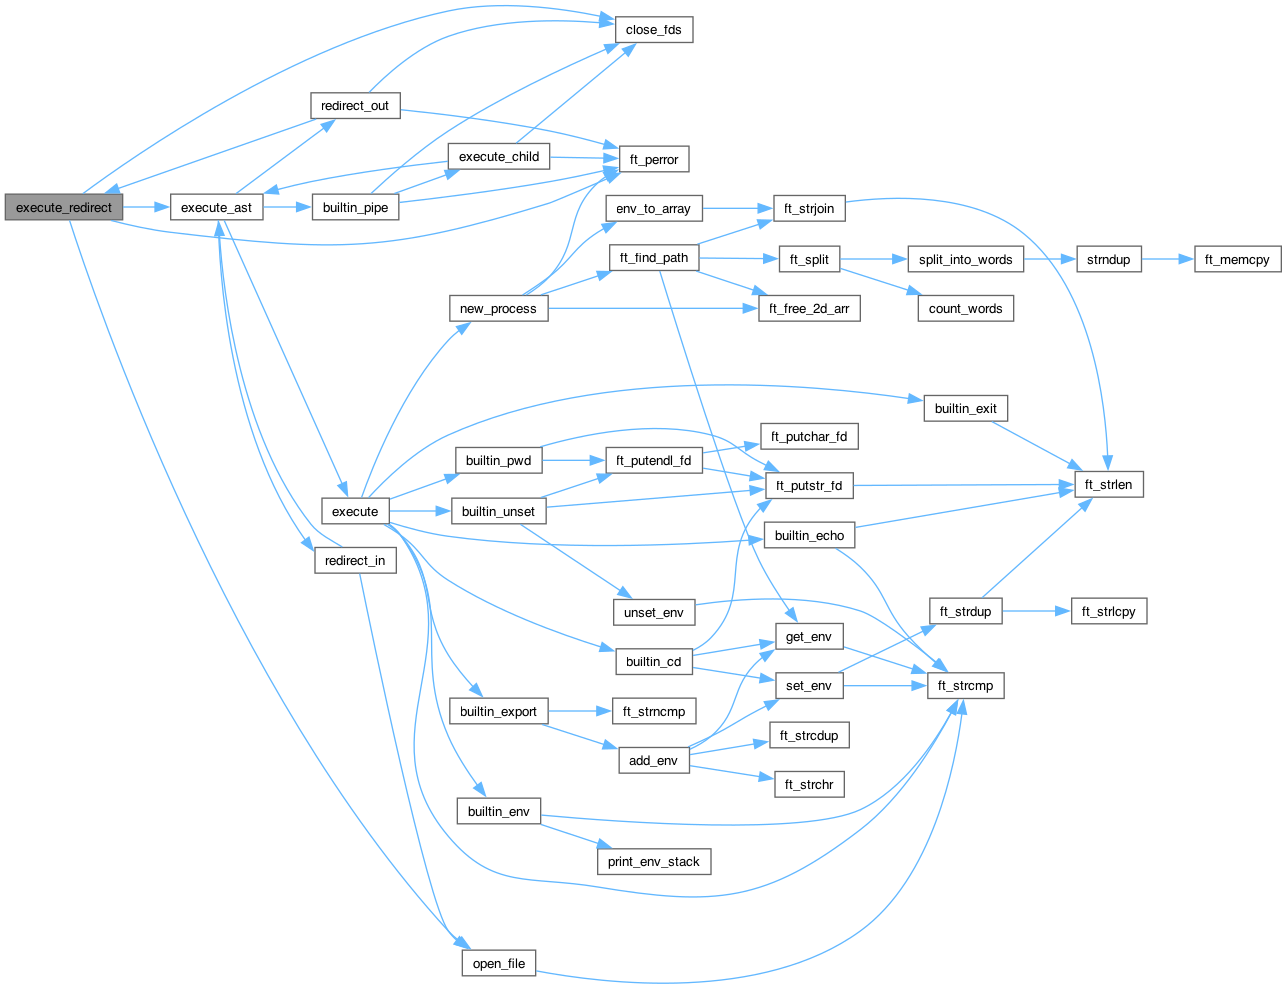 close_fds
redirect_out
execute_child
ft_perror
execute_redirect
execute_ast
builtin_pipe
env_to_array
ft_strjoin
ft_find_path
ft_split
split_into_words
strndup
ft_memcpy
new_process
ft_free_2d_arr
count_words
builtin_exit
ft_putchar_fd
builtin_pwd
ft_putendl_fd
ft_putstr_fd
ft_strlen
execute
builtin_unset
builtin_echo
redirect_in
unset_env
ft_strdup
ft_strlcpy
get_env
builtin_cd
set_env
ft_strcmp
builtin_export
ft_strncmp
ft_strcdup
add_env
ft_strchr
builtin_env
print_env_stack
open_file